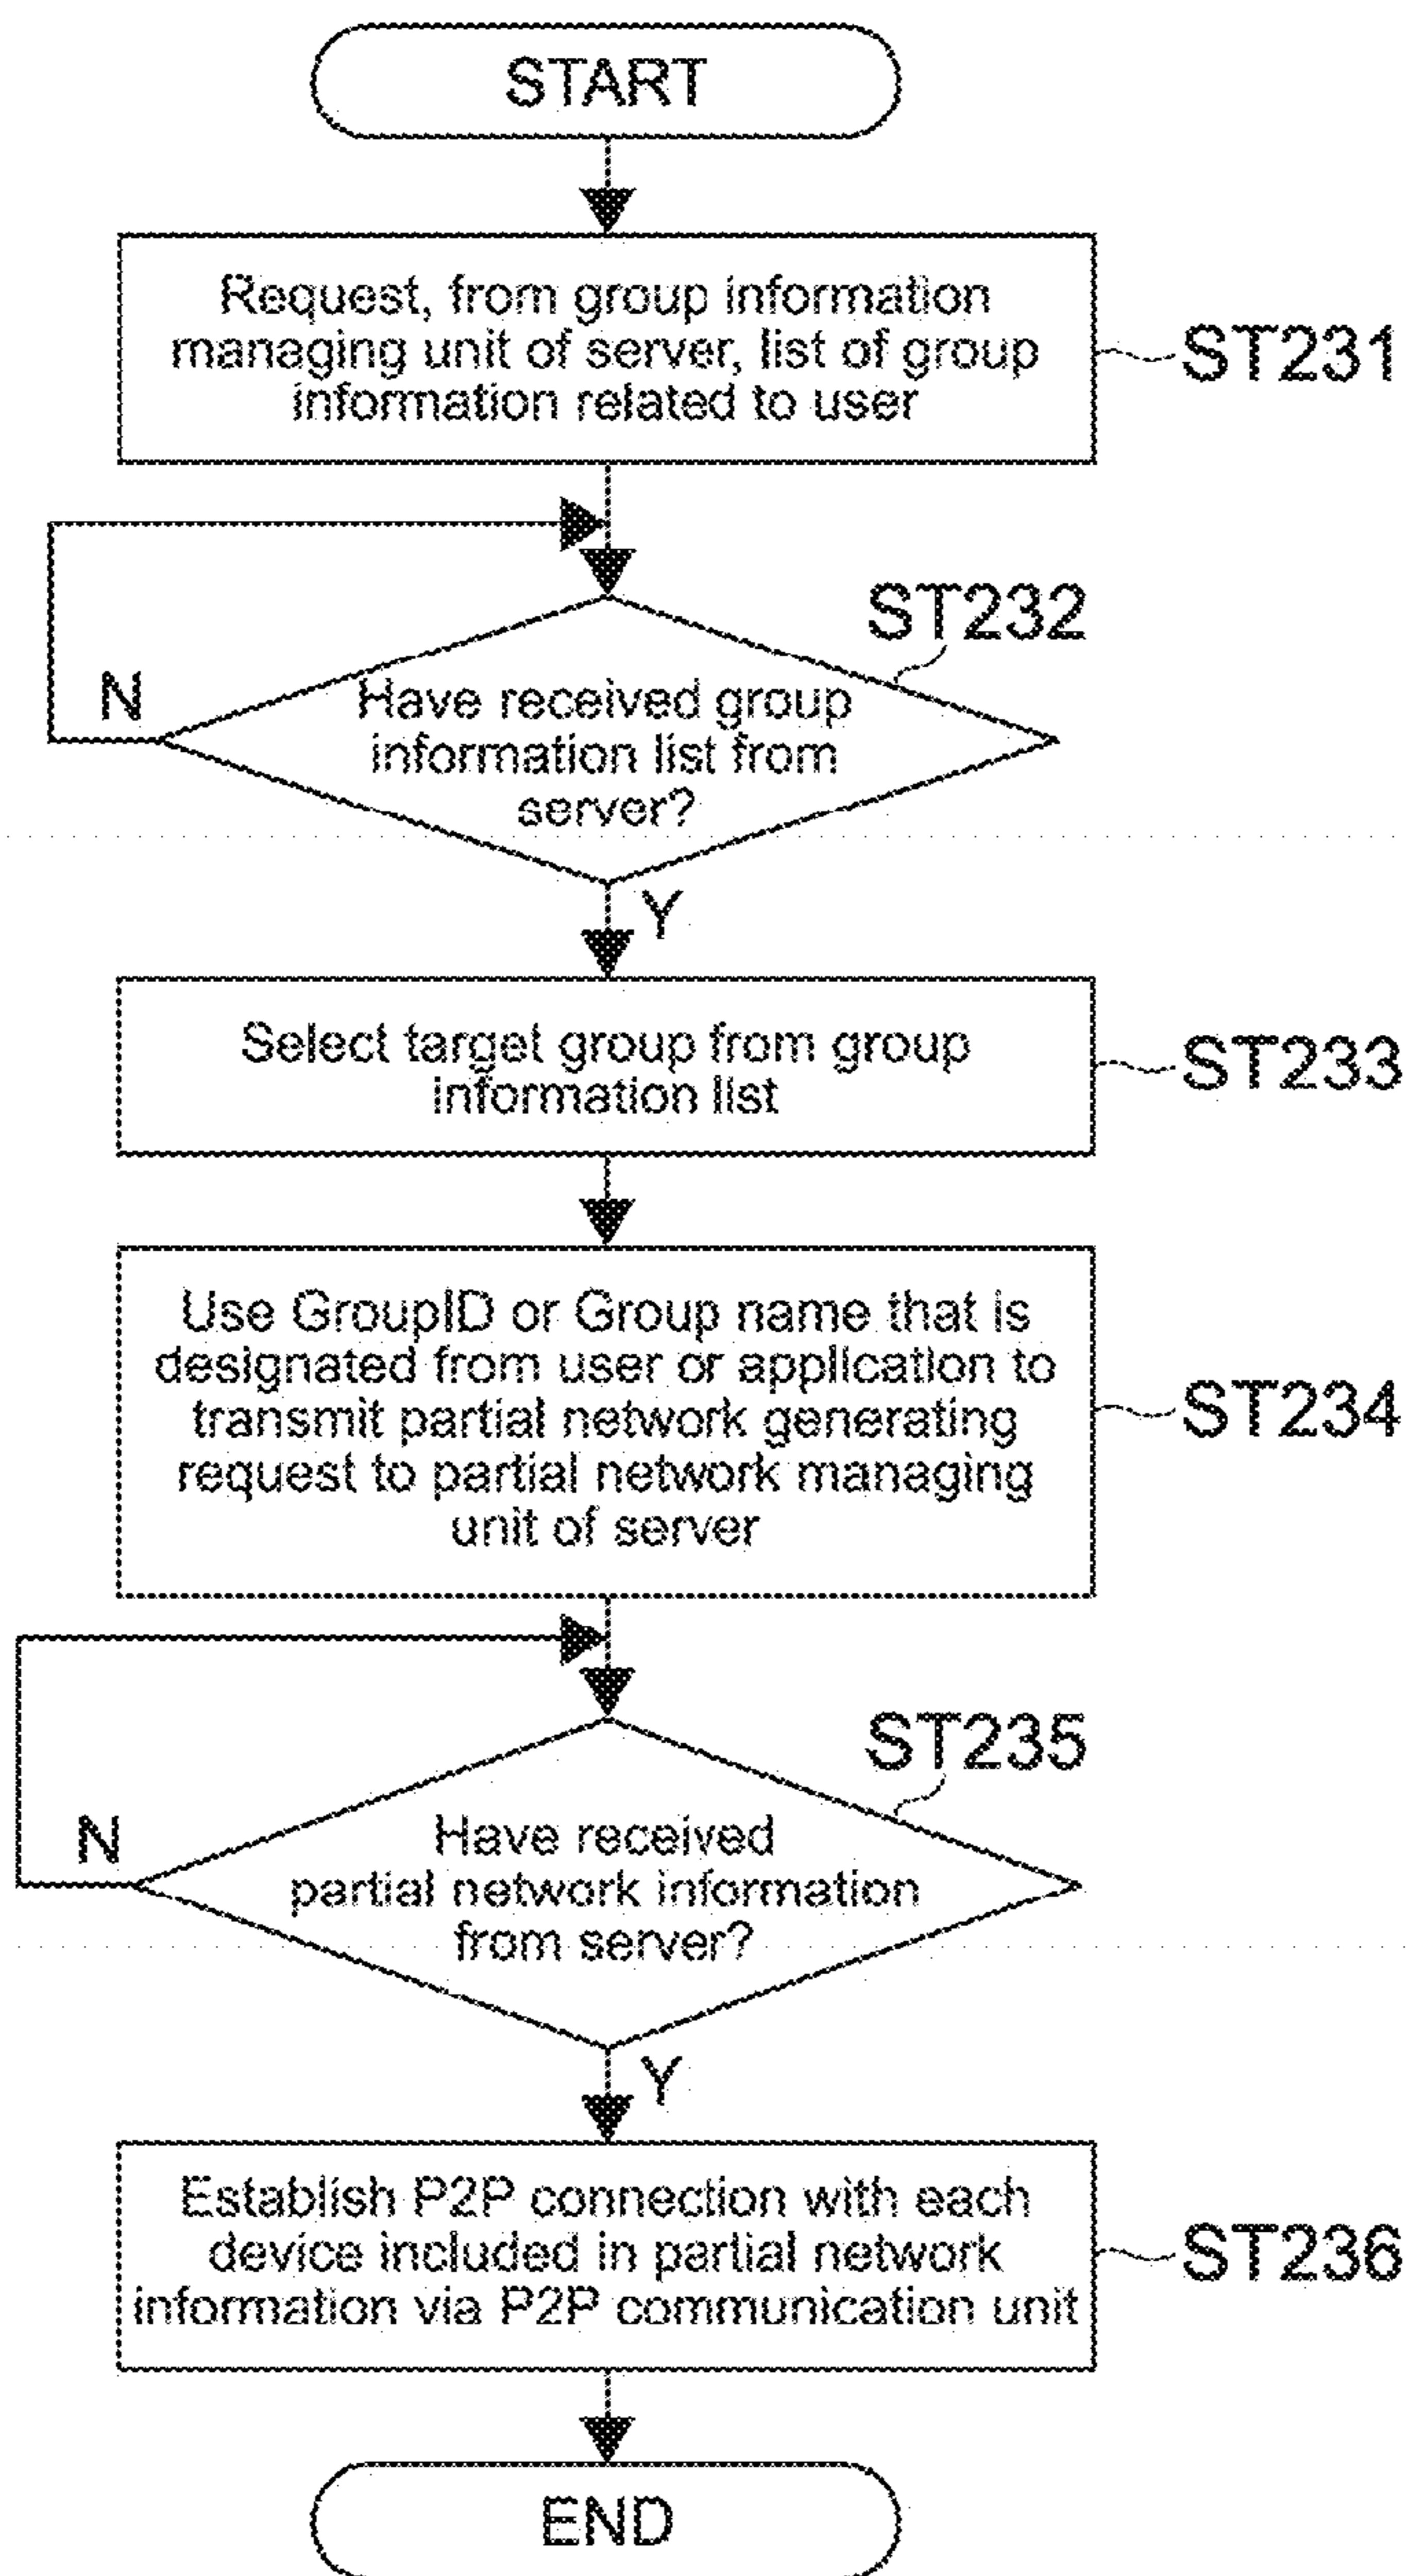 START
Request, from group information
managing unit of server, list of group
information related to user
ST231
ST232
N
Have received group
information list from
server?
Y
Select target group from group
information list
ST233
Use GroupID or Group name that is
designated from user or application to
transmit partial network generating
request to partial network managing
unit of server
ST234
ST235
N
Have received
partial network information
from server?
Y
Establish P2P connection with each
device included in partial network
information via P2P communication unit
ST236
END